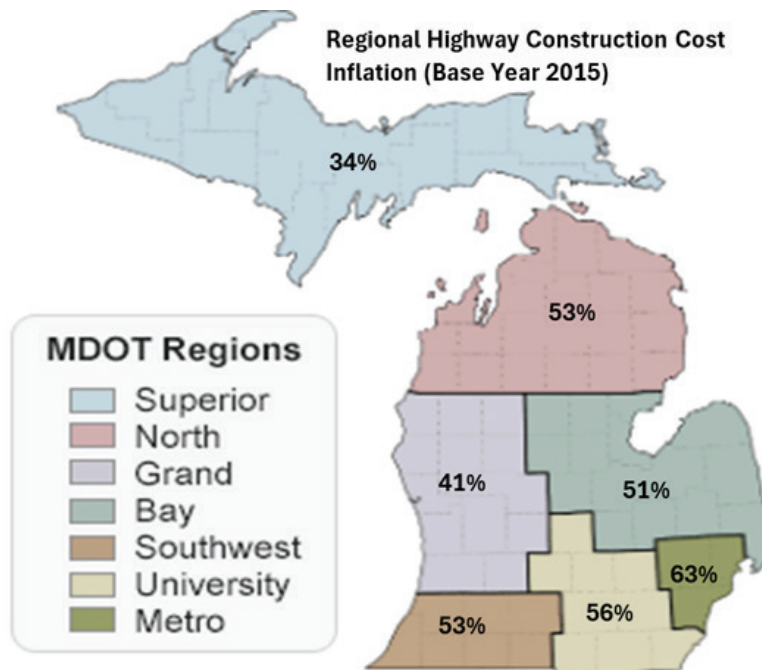 Regional Highway Construction Cost
Inflation (Base Year 2015)
34%
53%
MDOT Regions
Superior
North
Grand
Bay
Southwest
University
Metro
41%
51%
63%
53%
56%